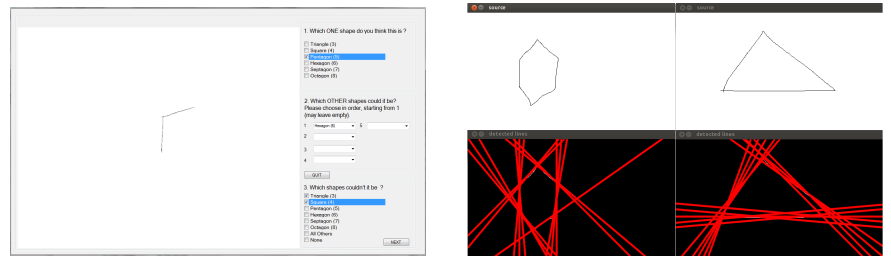 1. Which ONE shape do you think this is ?
Triangle (3)
Square (4)
Pentagon (5)
Hexagon (6)
Septagon (7)
Octagon (8)
2. Which OTHER shapes could it be?
Please choose in order, starting from 1
(may leave empty).
1 Hexagon (6) 5
2
3
4
QUIT
3. Which shapes couldn't it be ?
Triangle (3)
Square (4)
Pentagon (5)
Hexagon (6)
Septagon (7)
Octagon (8)
All Others
None
NEXT
source
source
detected lines
detected lines